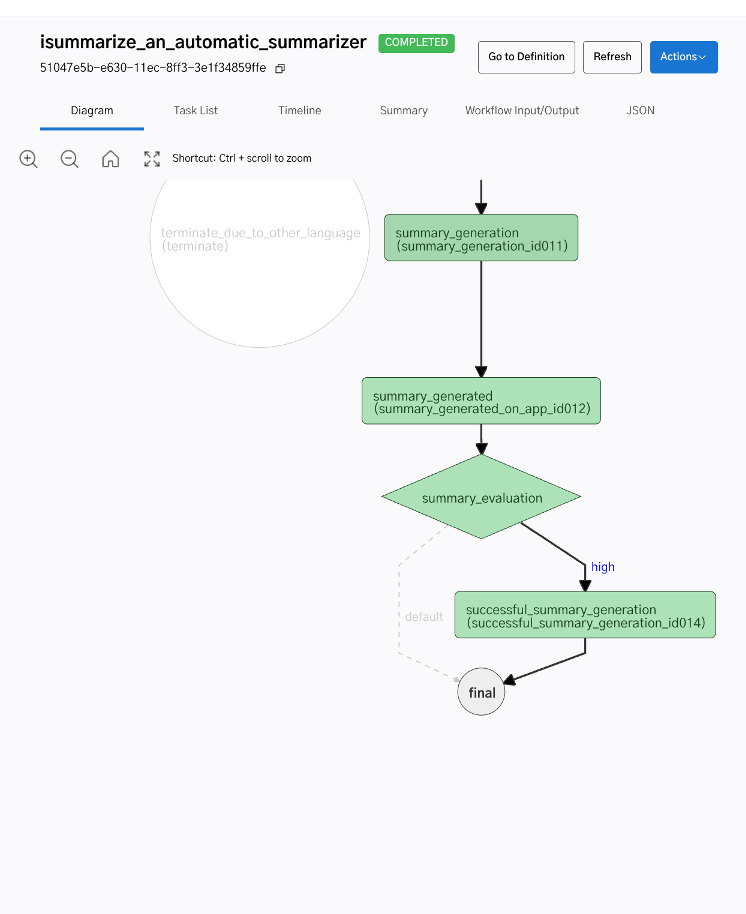 isummarize_an_automatic_summarizer COMPLETED
51047e5b-e630-11ec-8ff3-3e1f34859ffe
Go to Definition Refresh Actions
Diagram Task List Timeline Summary Workflow Input/Output JSON
Shortcut: Ctrl + scroll to zoom
terminate_due_to_other_language
(terminate)
summary_generation
(summary_generation_id011)
summary_generated
(summary_generated_on_app_id012)
summary_evaluation
high
default
successful_summary_generation
(successful_summary_generation_id014)
final